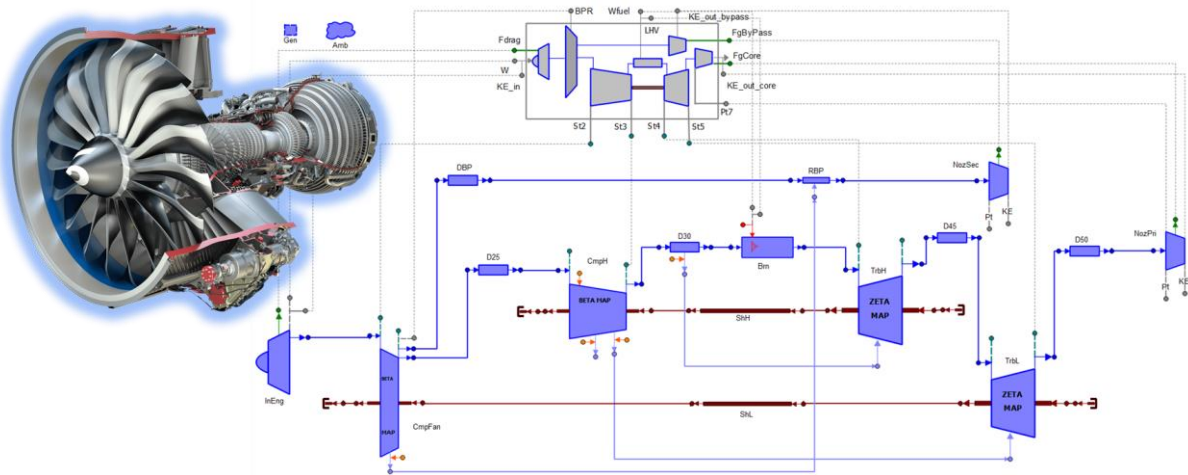 BPR
Wfuel
KE_out_bypass
LHV
Gen
Amb
Fdrag
FgByPass
W
FgCore
KE_in
KE_out_core
Pt7
St2
St3
St4
St5
DBP
RBP
NozSec
Pt
KE
D30
D45
NozPri
D25
CmpH
Brn
TrbH
D50
Pt
KE
BETA MAP
ZETA
MAP
ShH
TrbL
InEng
BETA
MAP
CmpFan
ShL
ZETA
MAP